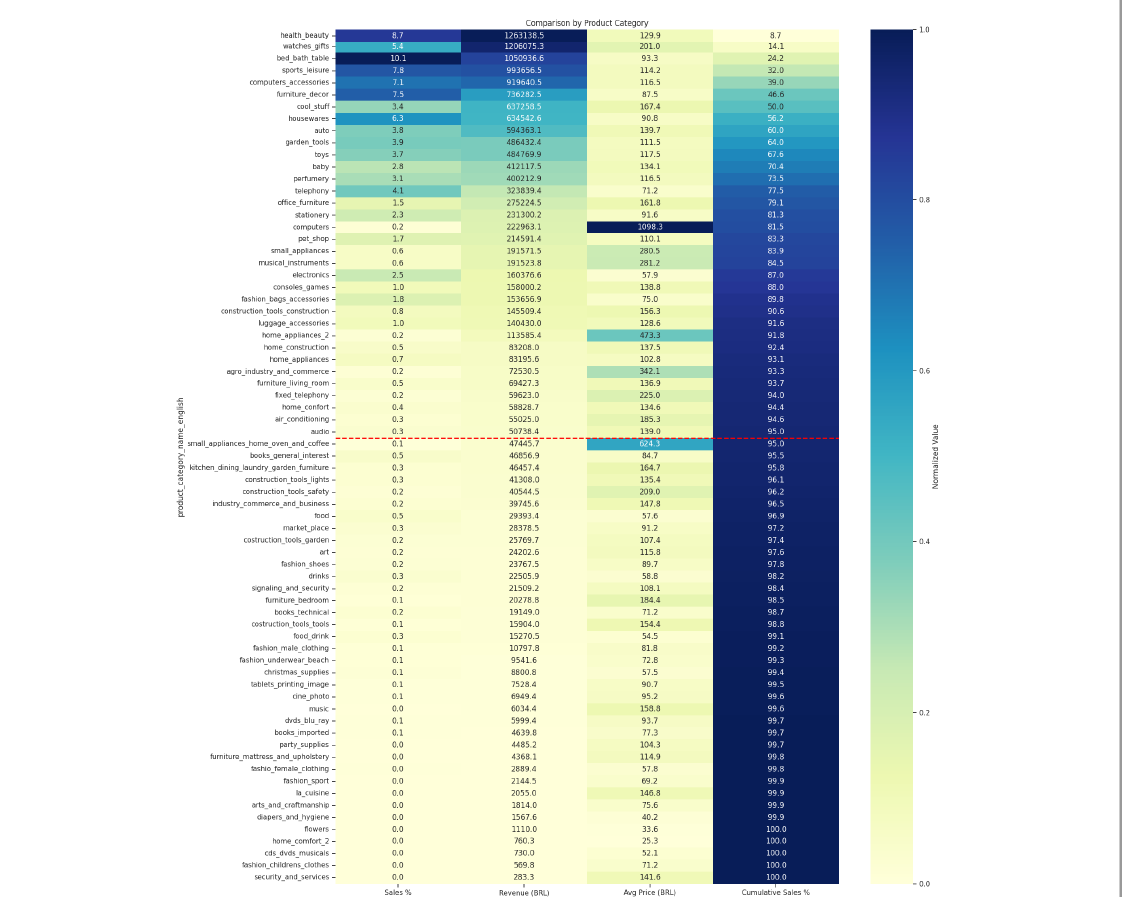 Comparison by Product Category
health_beauty 8.7 1263138.5 129.9 8.7
watches_gifts 5.4 1206075.3 201.0 14.1
bed_bath_table 10.1 1050936.6 93.3 24.2
sports_leisure 7.8 993656.5 114.2 32.0
computers_accessories 7.1 919640.5 116.5 39.0
furniture_decor 7.5 736282.5 87.5 46.6
cool_stuff 3.4 637258.5 167.4 50.0
housewares 6.3 634542.6 90.8 56.2
auto 3.8 594363.1 139.7 60.0
garden_tools 3.9 486432.4 111.5 64.0
toys 3.7 484769.9 117.5 67.6
baby 2.8 412117.5 134.1 70.4
perfumery 3.1 400212.9 116.5 73.5
telephony 4.1 323839.4 71.2 77.5
office_furniture 1.5 275224.5 161.8 79.1
stationery 2.3 231300.2 91.6 81.3
computers 0.2 222963.1 1098.3 81.5
pet_shop 1.7 214591.4 110.1 83.3
small_appliances 0.6 191571.5 280.5 83.9
musical_instruments 0.6 191523.8 281.2 84.5
electronics 2.5 160376.6 57.9 87.0
consoles_games 1.0 158000.2 138.8 88.0
fashion_bags_accessories 1.8 153656.9 75.0 89.8
construction_tools_construction 0.8 145509.4 156.3 90.6
luggage_accessories 1.0 140430.0 128.6 91.6
home_appliances_2 0.2 113585.4 473.3 91.8
home_construction 0.5 83208.0 137.5 92.4
home_appliances 0.7 83195.6 102.8 93.1
agro_industry_and_commerce 0.2 72530.5 342.1 93.3
furniture_living_room 0.5 69427.3 136.9 93.7
fixed_telephony 0.2 59623.0 225.0 94.0
home_confort 0.4 58828.7 134.6 94.4
air_conditioning 0.3 55025.0 185.3 94.6
audio 0.3 50738.4 139.0 95.0
small_appliances_home_oven_and_coffee 0.1 47445.7 624.3 95.0
books_general_interest 0.5 46856.9 84.7 95.5
kitchen_dining_laundry_garden_furniture 0.3 46457.4 164.7 95.8
construction_tools_lights 0.3 41308.0 135.4 96.1
construction_tools_safety 0.2 40544.5 209.0 96.2
industry_commerce_and_business 0.2 39745.6 147.8 96.5
food 0.5 29393.4 57.6 96.9
market_place 0.3 28378.5 91.2 97.2
costruction_tools_garden 0.2 25769.7 107.4 97.4
art 0.2 24202.6 115.8 97.6
fashion_shoes 0.2 23767.5 89.7 97.8
drinks 0.3 22505.9 58.8 98.2
signaling_and_security 0.2 21509.2 108.1 98.4
furniture_bedroom 0.1 20278.8 184.4 98.5
books_technical 0.2 19149.0 71.2 98.7
costruction_tools_tools 0.1 15904.0 154.4 98.8
food_drink 0.3 15270.5 54.5 99.1
fashion_male_clothing 0.1 10797.8 81.8 99.2
fashion_underwear_beach 0.1 9541.6 72.8 99.3
christmas_supplies 0.1 8800.8 57.5 99.4
tablets_printing_image 0.1 7528.4 90.7 99.5
cine_photo 0.1 6949.4 95.2 99.6
music 0.0 6034.4 158.8 99.6
dvds_blu_ray 0.1 5999.4 93.7 99.7
books_imported 0.1 4639.8 77.3 99.7
party_supplies 0.0 4485.2 104.3 99.7
furniture_mattress_and_upholstery 0.0 4368.1 114.9 99.8
fashio_female_clothing 0.0 2889.4 57.8 99.8
fashion_sport 0.0 2144.5 69.2 99.9
la_cuisine 0.0 2055.0 146.8 99.9
arts_and_craftmanship 0.0 1814.0 75.6 99.9
diapers_and_hygiene 0.0 1567.6 40.2 99.9
flowers 0.0 1110.0 33.6 100.0
home_comfort_2 0.0 760.3 25.3 100.0
cds_dvds_musicals 0.0 730.0 52.1 100.0
fashion_childrens_clothes 0.0 569.8 71.2 100.0
security_and_services 0.0 283.3 141.6 100.0
Sales % Revenue (BRL) Avg Price (BRL) Cumulative Sales %
product_category_name_english
1.0
0.8
0.6
0.4
0.2
0.0
Normalized Value